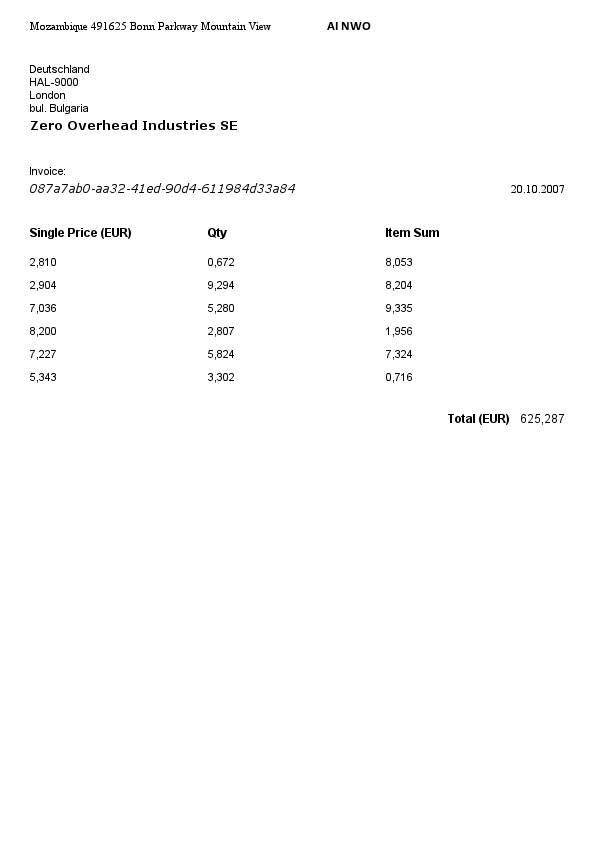 Mozambique 491625 Bonn Parkway Mountain View AI NWO
Deutschland
HAL-9000
London
bul. Bulgaria
Zero Overhead Industries SE
Invoice:
087a7ab0-aa32-41ed-90d4-611984d33a84 20.10.2007
Single Price (EUR) Qty Item Sum
2,810 0,672 8,053
2,904 9,294 8,204
7,036 5,280 9,335
8,200 2,807 1,956
7,227 5,824 7,324
5,343 3,302 0,716
Total (EUR) 625,287